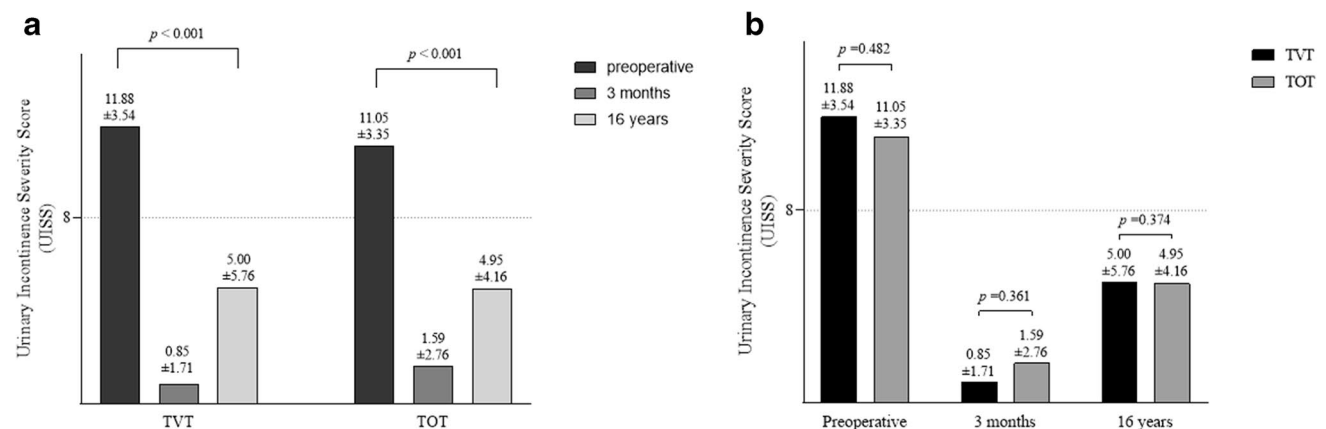 a
p < 0.001
p < 0.001
11.88
±3.54
11.05
±3.35
preoperative
3 months
16 years
Urinary Incontinence Severity Score
(UISS)
8
5.00
±5.76
4.95
±4.16
0.85
±1.71
1.59
±2.76
TVT
TOT
b
p =0.482
TVT
TOT
11.88
±3.54
11.05
±3.35
Urinary Incontinence Severity Score
(UISS)
8
p =0.374
5.00
±5.76
4.95
±4.16
p =0.361
0.85
±1.71
1.59
±2.76
Preoperative
3 months
16 years